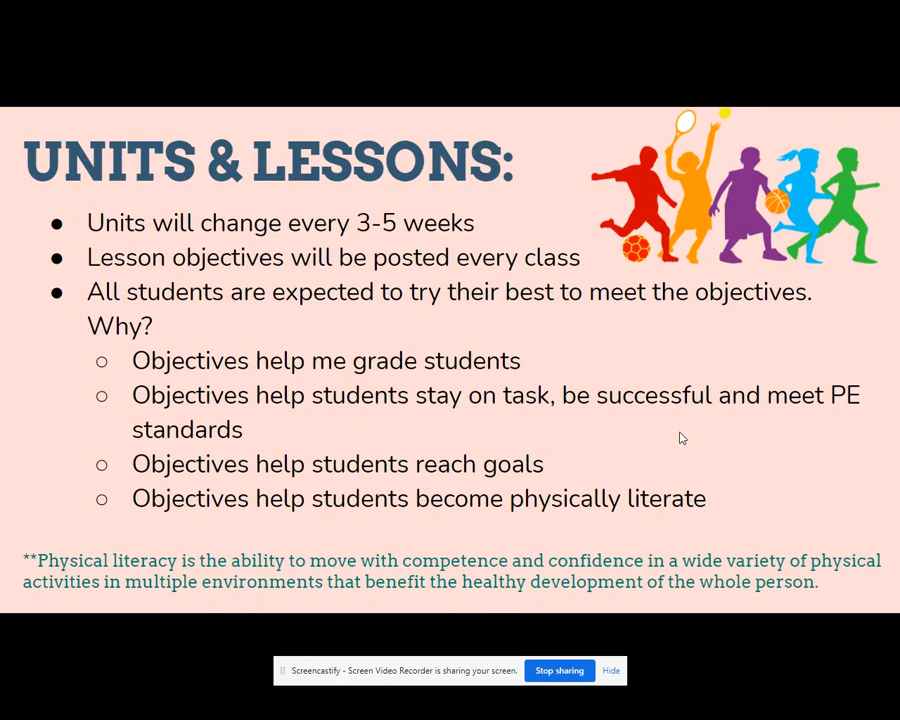 UNITS & LESSONS:
● Units will change every 3-5 weeks
● Lesson objectives will be posted every class
● All students are expected to try their best to meet the objectives.
Why?
○ Objectives help me grade students
○ Objectives help students stay on task, be successful and meet PE
standards
○ Objectives help students reach goals
○ Objectives help students become physically literate
**Physical literacy is the ability to move with competence and confidence in a wide variety of physical
activities in multiple environments that benefit the healthy development of the whole person.
Screencastify - Screen Video Recorder is sharing your screen. Stop sharing Hide